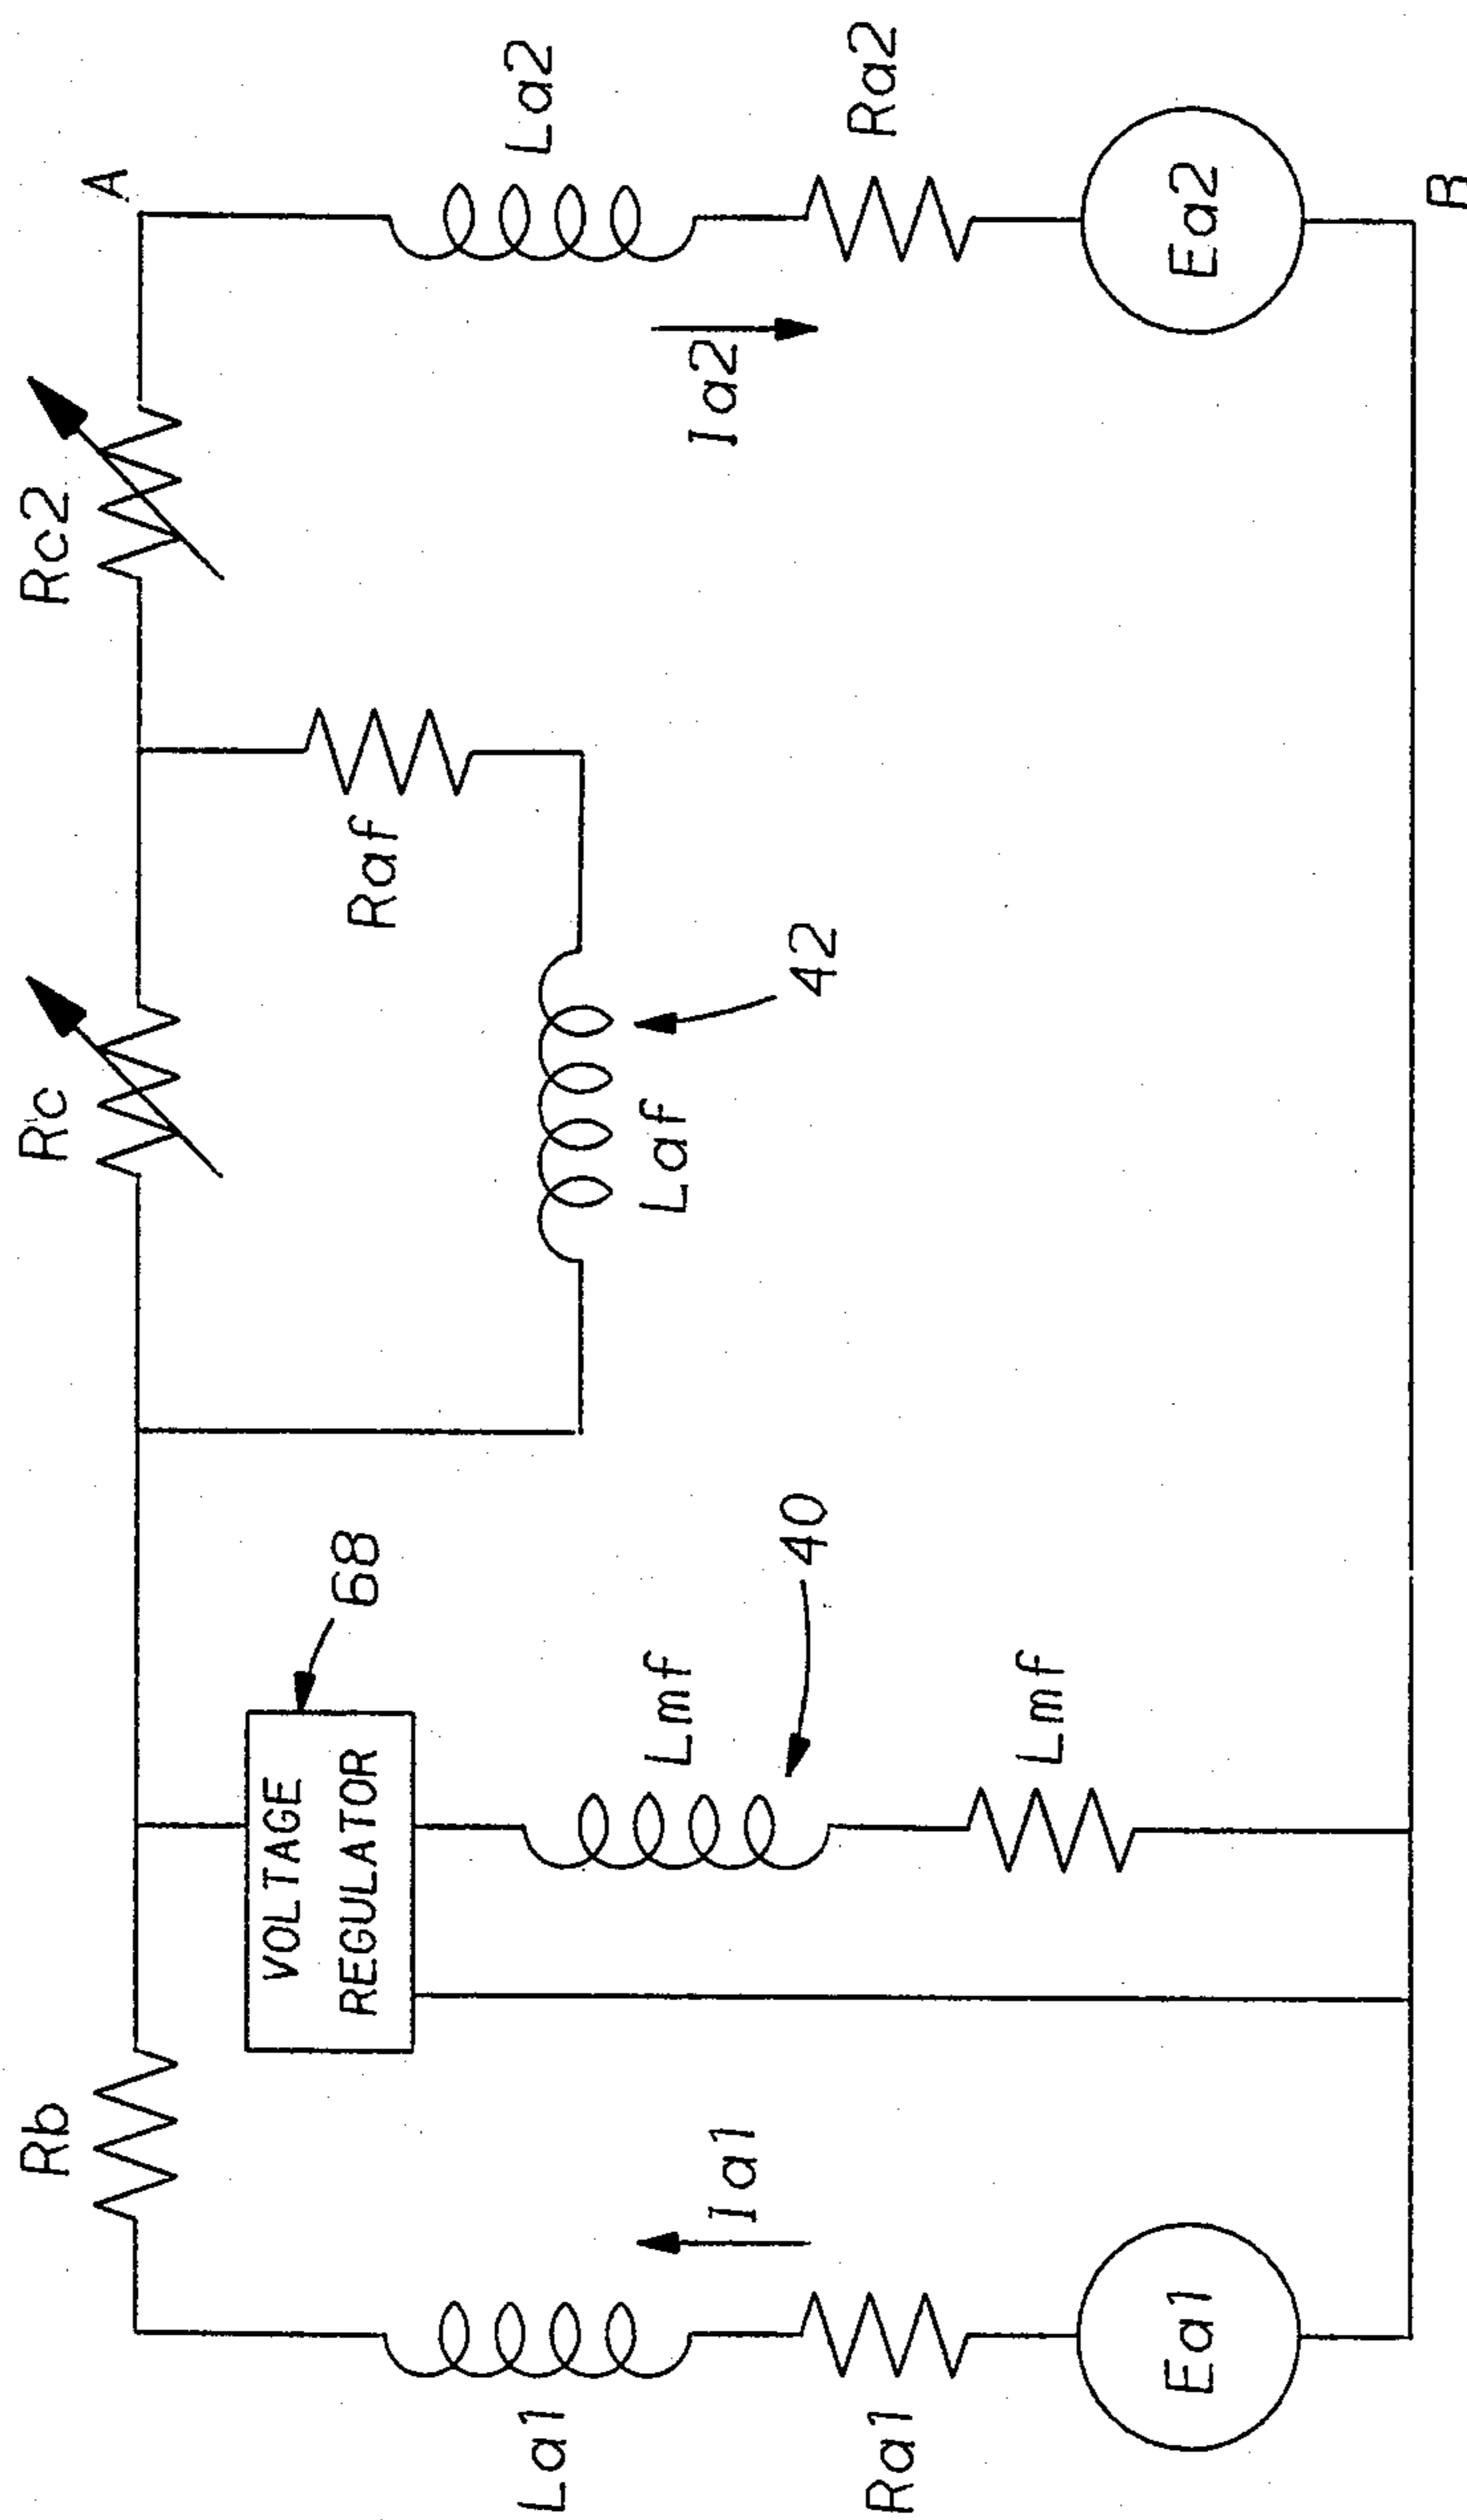 Rb
Rc
Rc2
A
VOLTAGE
REGULATOR
68
Raf
La1
La2
Lmf
Laf
Ia1
Ia2
40
42
Ra1
Ra2
Lmf
Ea1
Ea2
B